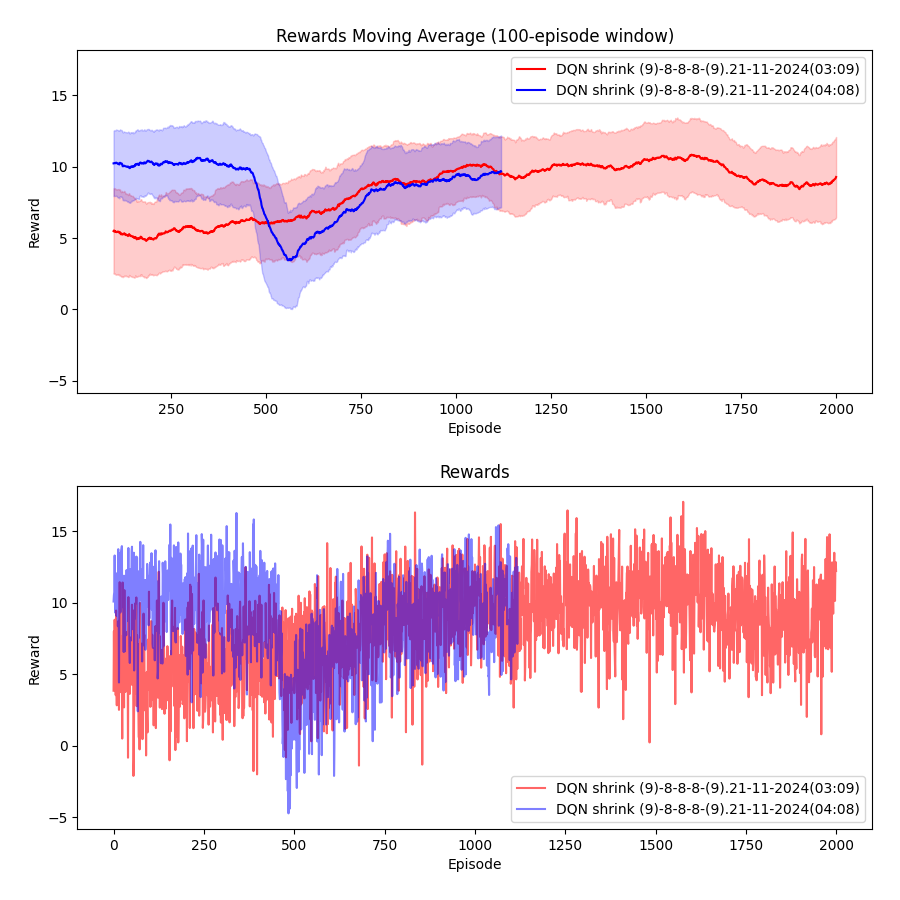 Rewards Moving Average (100-episode window)
DQN shrink (9)-8-8-8-(9).21-11-2024(03:09)
DQN shrink (9)-8-8-8-(9).21-11-2024(04:08)
15
10
5
0
−5
Reward
250 500 750 1000 1250 1500 1750 2000
Episode
Rewards
15
10
5
0
−5
Reward
DQN shrink (9)-8-8-8-(9).21-11-2024(03:09)
DQN shrink (9)-8-8-8-(9).21-11-2024(04:08)
0 250 500 750 1000 1250 1500 1750 2000
Episode